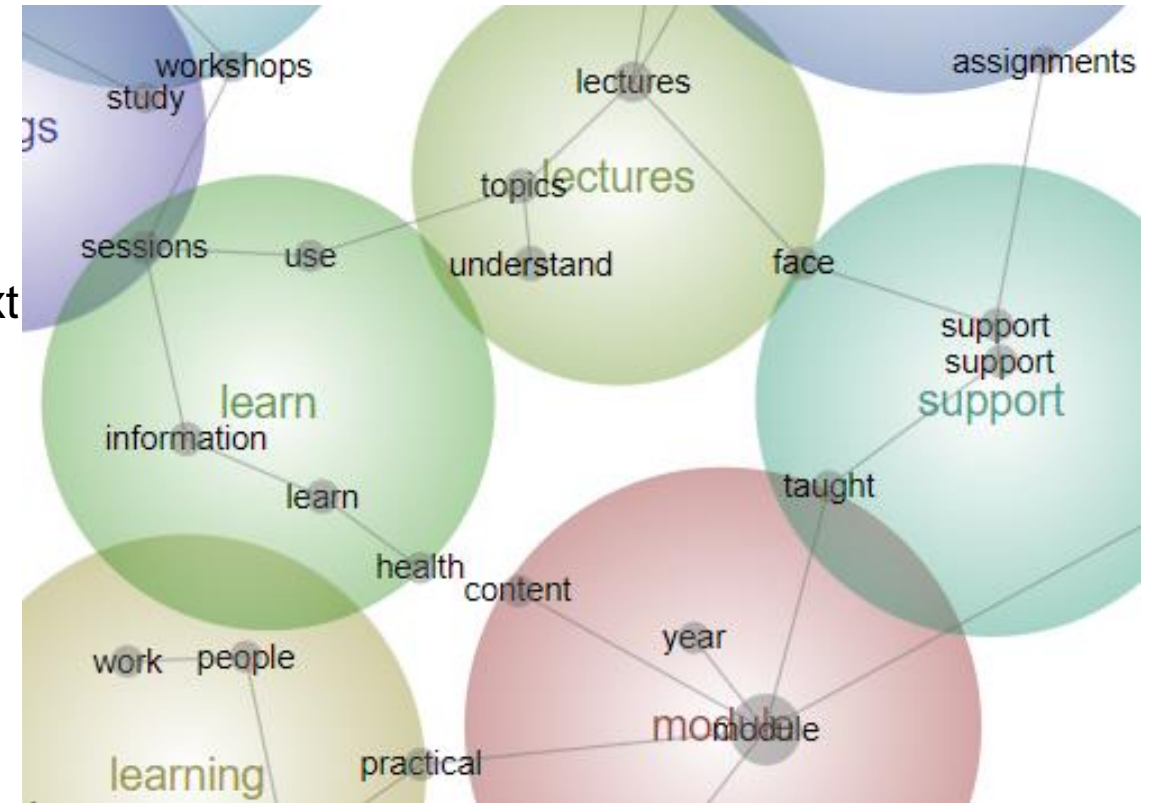 assignments
workshops
lectures
study
gs
lectures
topics
sessions
use
understand
face
xt
support
support
support
learn
information
taught
learn
health
content
year
work
people
module
module
practical
learning